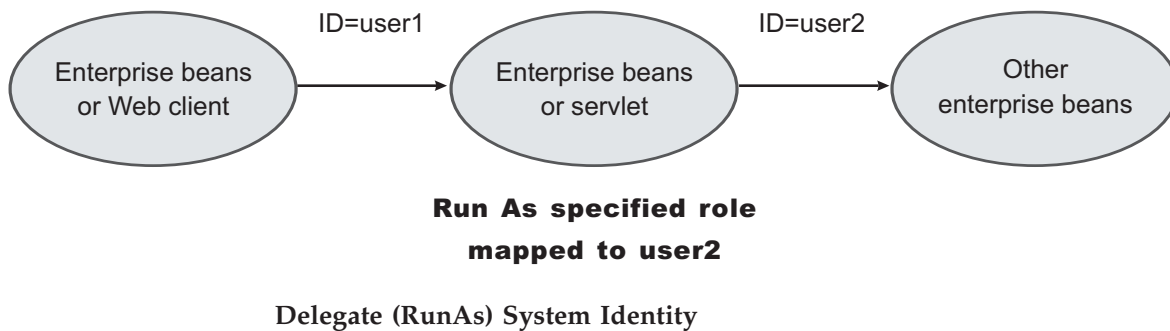 ID=user1
ID=user2
Enterprise beans
or Web client
Enterprise beans
or servlet
Other
enterprise beans
Run As specified role
mapped to user2
Delegate (RunAs) System Identity